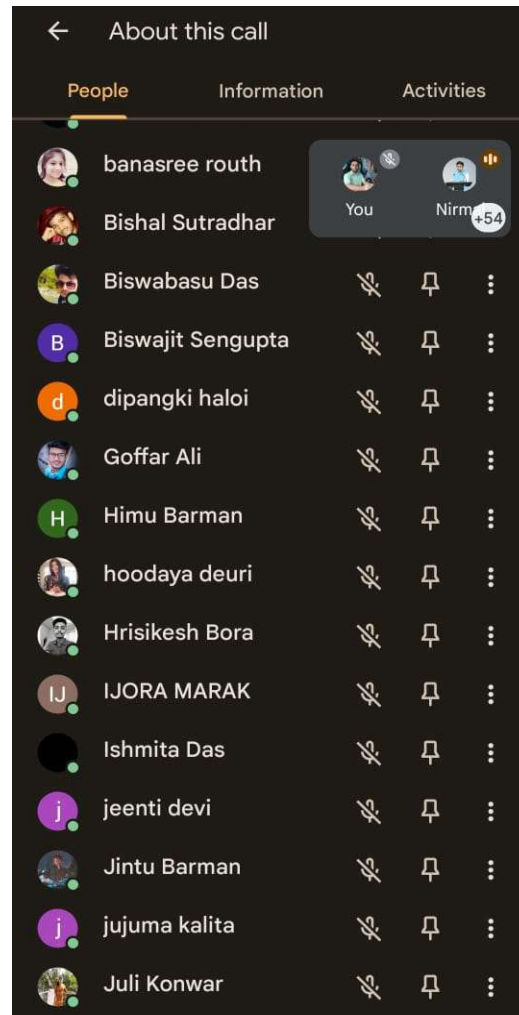 About this call
People Information Activities
banasree routh
You Nirm +54
Bishal Sutradhar
Biswabasu Das
B Biswajit Sengupta
d dipangki haloi
Goffar Ali
H Himu Barman
hoodaya deuri
Hrisikesh Bora
IJ IJORA MARAK
Ishmita Das
j jeenti devi
Jintu Barman
j jujuma kalita
Juli Konwar